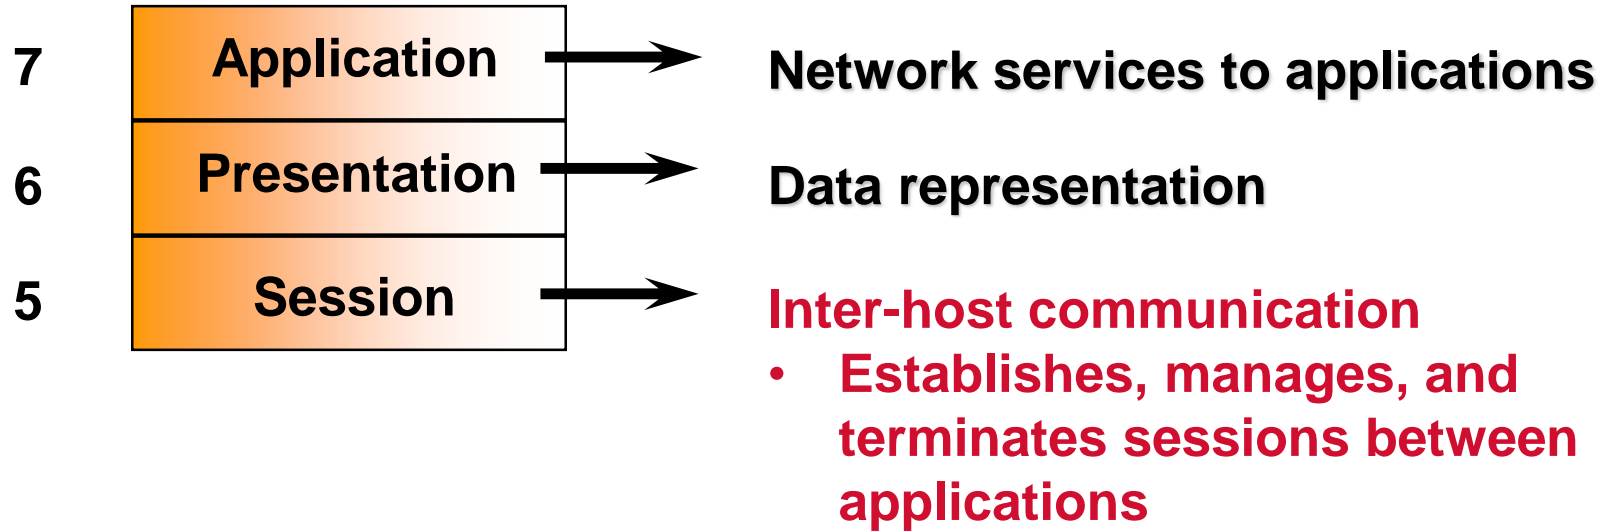 7 Application Network services to applications
6 Presentation Data representation
5 Session Inter-host communication
• Establishes, manages, and
terminates sessions between
applications